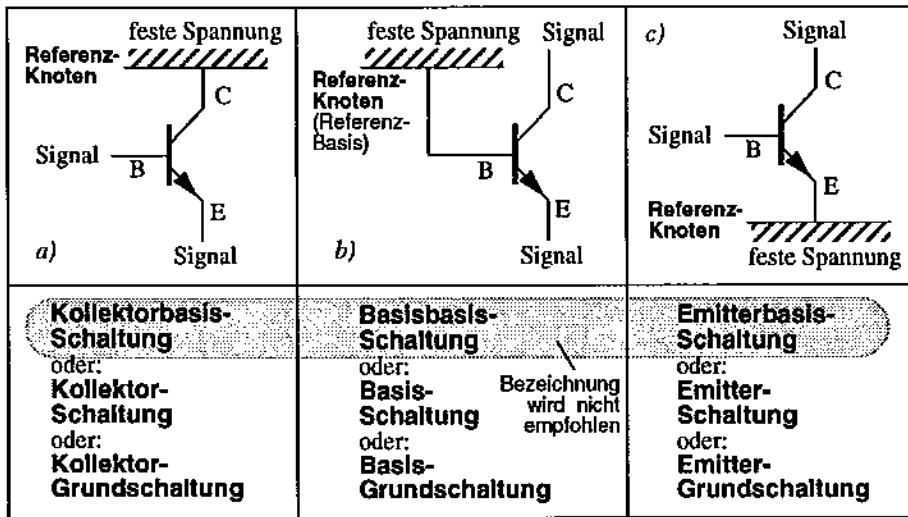 feste Spannung
Referenz-
Knoten
C
Signal
B
E
a)
Signal
feste Spannung
Signal
Referenz-
Knoten
(Referenz-
Basis)
C
B
E
b)
Signal
c)
Signal
C
Signal
B
E
Referenz-
Knoten
feste Spannung
Kollektorbasis-
Schaltung
oder:
Kollektor-
Schaltung
oder:
Kollektor-
Grundschaltung
Basisbasis-
Schaltung
oder:
Basis-
Schaltung
oder:
Basis-
Grundschaltung
Bezeichnung
wird nicht
empfohlen
Emitterbasis-
Schaltung
oder:
Emitter-
Schaltung
oder:
Emitter-
Grundschaltung